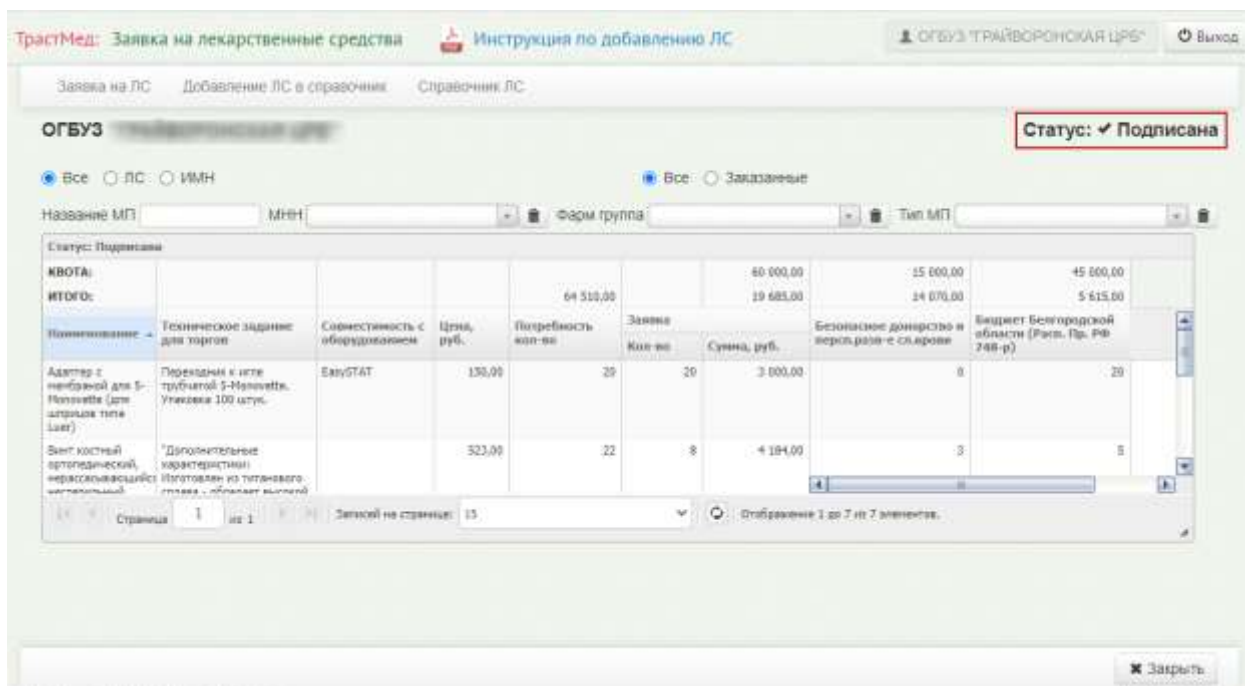 ТрастМед: Заявка на лекарственные средства Инструкция по добавлению ЛС ОГБУЗ "ГРАЙВОРОНСКАЯ ЦРБ" Выход
Заявка на ЛС Добавление ЛС в справочник Справочник ЛС
ОГБУЗ Статус: ✔ Подписана
Все ЛС ИМН Все Заказанные
Название МП МНН Фарм группа Тип МП
Статус: Подписана
КВОТА: 60 000,00 15 000,00 45 000,00
ИТОГО: 64 510,00 19 685,00 14 070,00 5 615,00
Наименование Техническое задание для торгов Совместимость с оборудованием Цена, руб. Потребность кол-во Заявка Кол-во Сумма, руб. Безопасное донорство и персп.разв-е сл.крови Бюджет Белгородской области (Расп. Пр. РФ 748-р)
Адаптер с мембраной для S-Monovette (для шприцов типа Luer) Переходник к игле трубчатой S-Monovette. Упаковка 100 штук. EasySTAT 150,00 20 20 3 000,00 0 20
Винт костный ортопедический, нерассасывающийся нестерильный "Дополнительные характеристики: Изготовлен из титанового сплава - обладает высокой 523,00 22 8 4 184,00 3 5
Страница 1 из 1 Записей на странице: 15 Отображение 1 до 7 из 7 элементов.
Закрыть